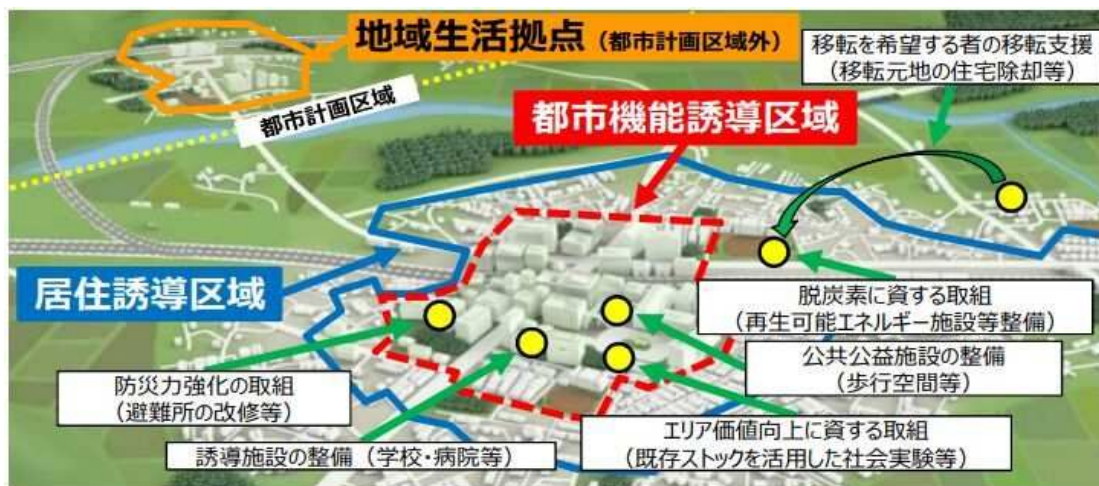 地域生活拠点（都市計画区域外）
移転を希望する者の移転支援
（移転元地の住宅除却等）
都市計画区域
都市機能誘導区域
居住誘導区域
脱炭素に資する取組
（再生可能エネルギー施設等整備）
公共公益施設の整備
（歩行空間等）
防災力強化の取組
（避難所の改修等）
エリア価値向上に資する取組
（既存ストックを活用した社会実験等）
誘導施設の整備（学校・病院等）